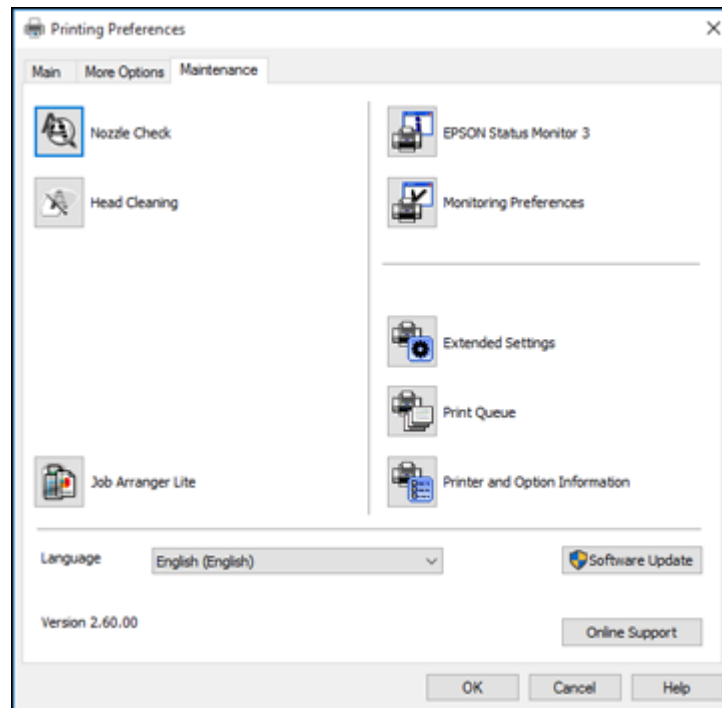 Printing Preferences
Main More Options Maintenance
Nozzle Check
EPSON Status Monitor 3
Head Cleaning
Monitoring Preferences
Extended Settings
Print Queue
Job Arranger Lite
Printer and Option Information
Language English (English) Software Update
Version 2.60.00
Online Support
OK Cancel Help